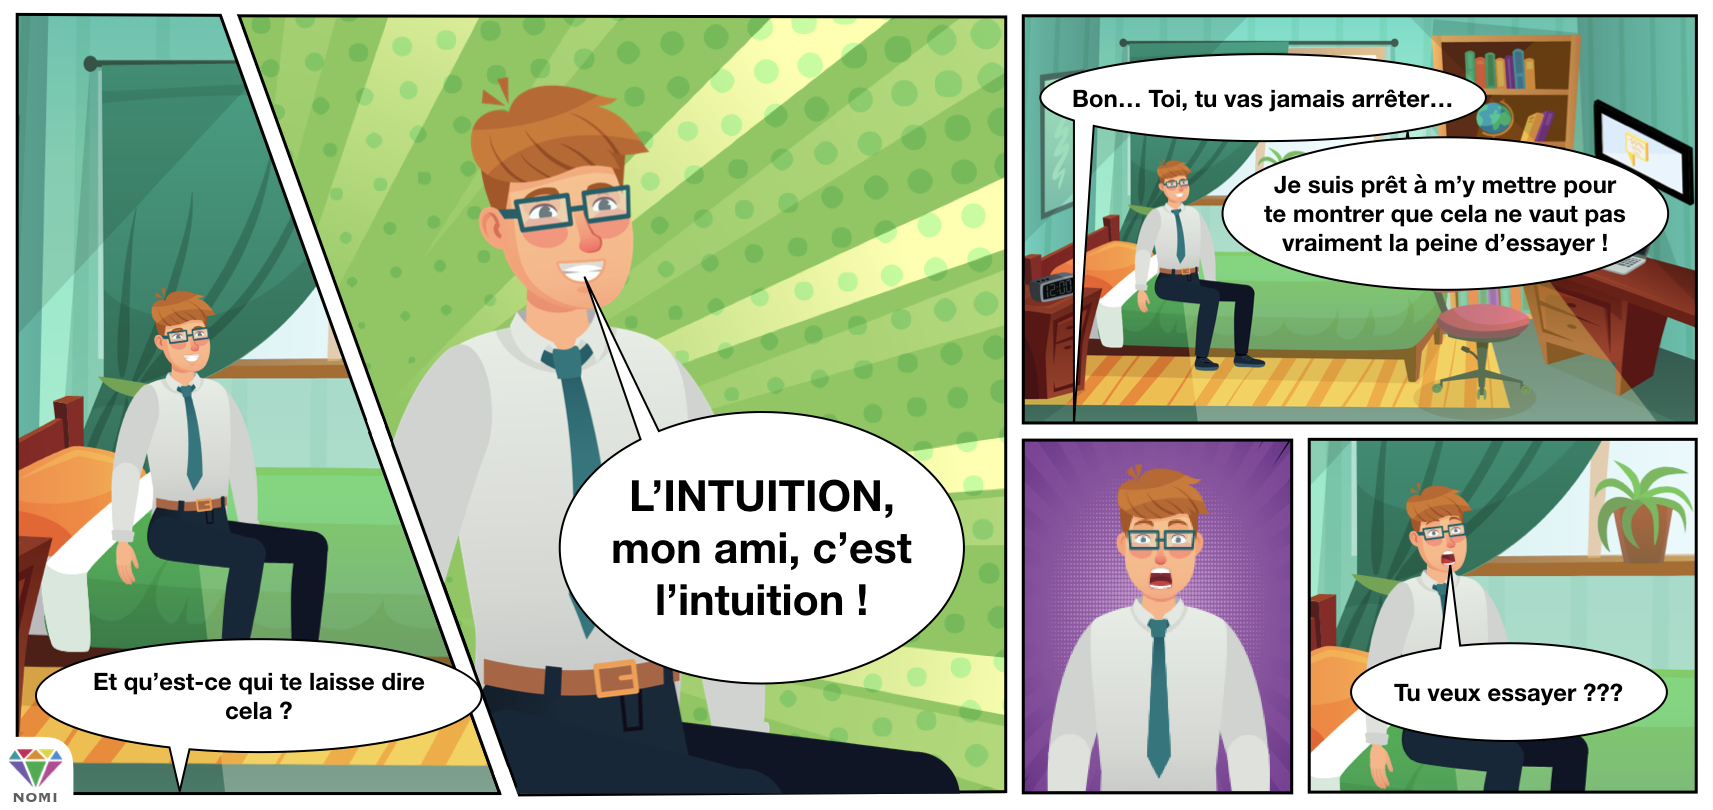 Et qu’est-ce qui te laisse dire
cela ?
L’INTUITION,
mon ami, c’est
l’intuition !
Bon… Toi, tu vas jamais arrêter…
Je suis prêt à m’y mettre pour
te montrer que cela ne vaut pas
vraiment la peine d’essayer !
12:00
Tu veux essayer ???
NOMI